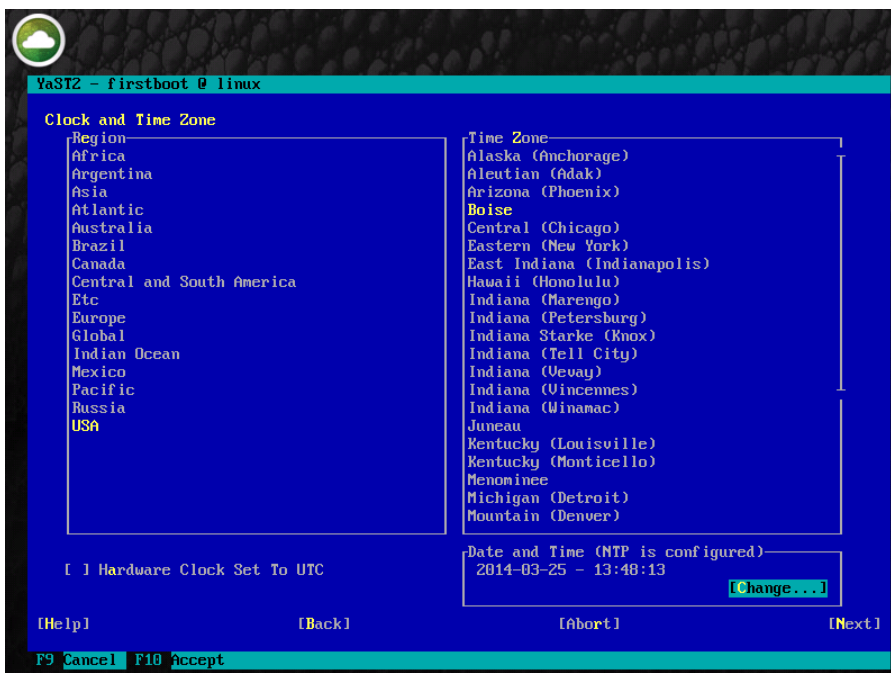 YaST2 - firstboot @ linux
Clock and Time Zone
Region
Africa
Argentina
Asia
Atlantic
Australia
Brazil
Canada
Central and South America
Etc
Europe
Global
Indian Ocean
Mexico
Pacific
Russia
USA
Time Zone
Alaska (Anchorage)
Aleutian (Adak)
Arizona (Phoenix)
Boise
Central (Chicago)
Eastern (New York)
East Indiana (Indianapolis)
Hawaii (Honolulu)
Indiana (Marengo)
Indiana (Petersburg)
Indiana Starke (Knox)
Indiana (Tell City)
Indiana (Vevay)
Indiana (Vincennes)
Indiana (Winamac)
Juneau
Kentucky (Louisville)
Kentucky (Monticello)
Menominee
Michigan (Detroit)
Mountain (Denver)
[ ] Hardware Clock Set To UTC
Date and Time (NTP is configured)
2014-03-25 - 13:48:13
[Change...]
[Help] [Back] [Abort] [Next]
F9 Cancel F10 Accept